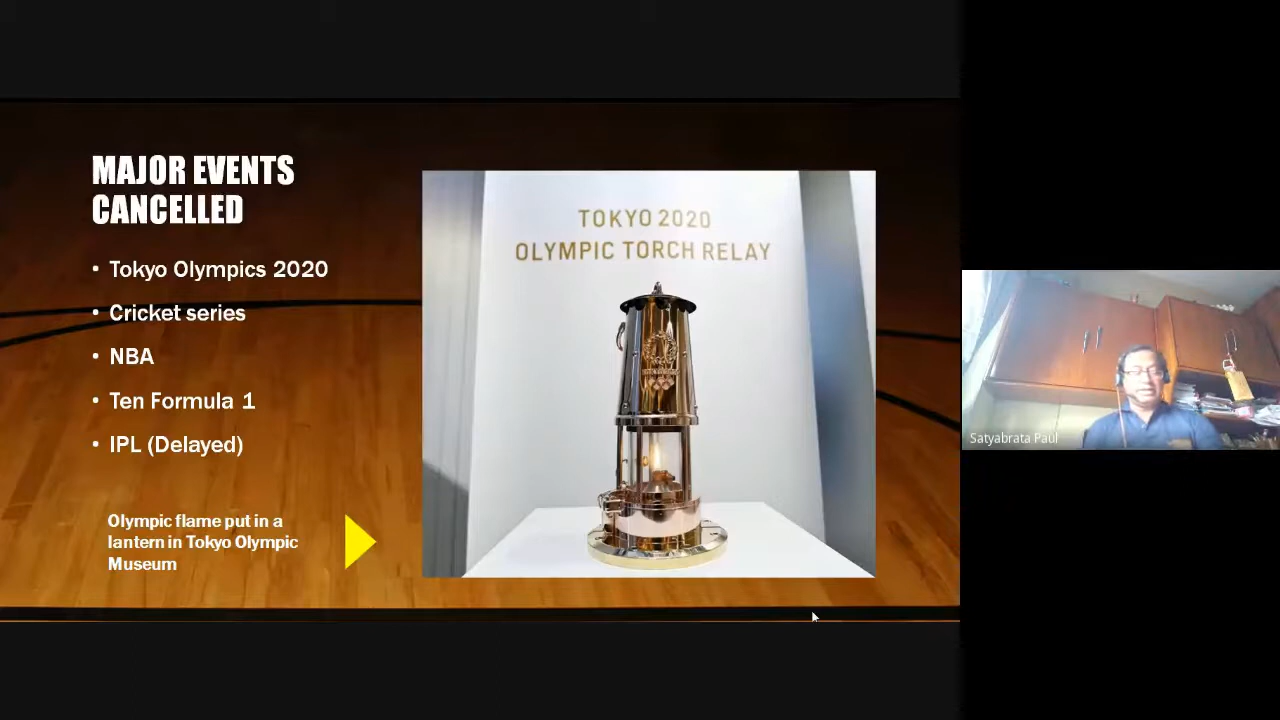 MAJOR EVENTS
CANCELLED
• Tokyo Olympics 2020
• Cricket series
• NBA
• Ten Formula 1
• IPL (Delayed)
Olympic flame put in a
lantern in Tokyo Olympic
Museum
TOKYO 2020
OLYMPIC TORCH RELAY
Satyabrata Paul